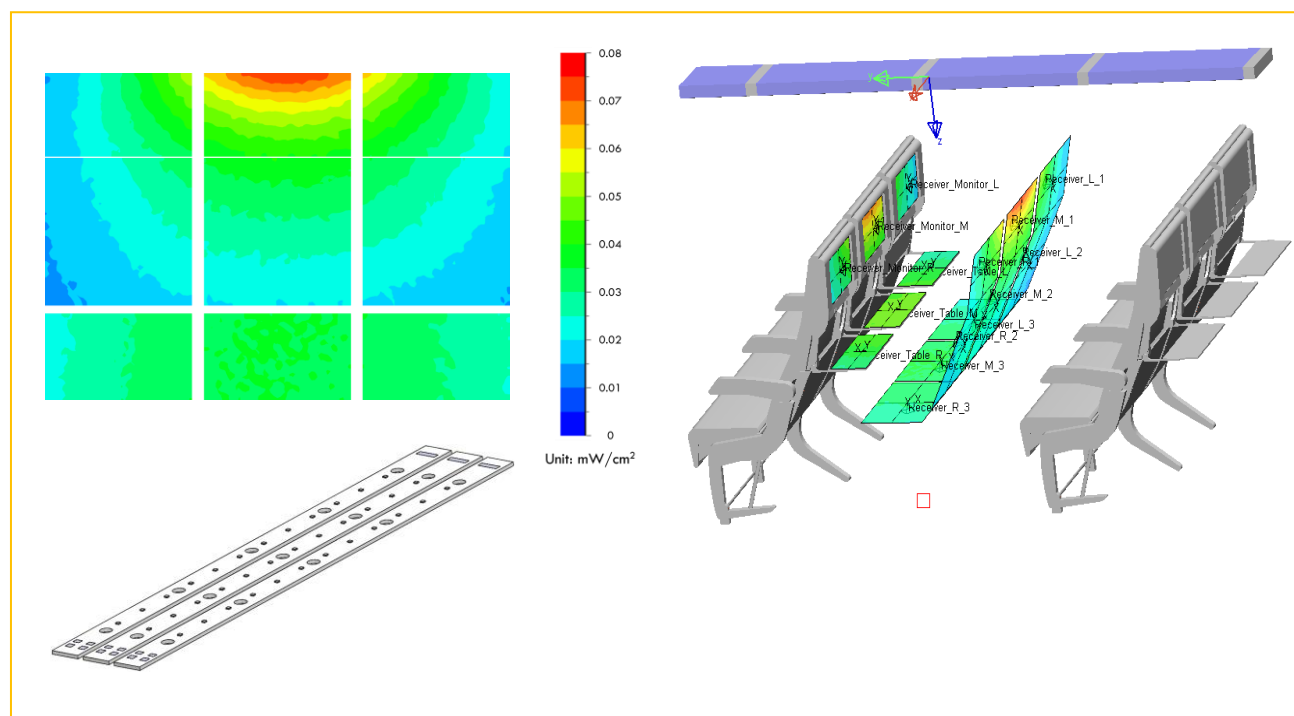 0.08
0.07
0.06
0.05
0.04
0.03
0.02
0.01
0
Unit: mW/cm²
Y
Z
Receiver_Monitor_L
Receiver_L_1
Receiver_M_1
Receiver_Monitor_M
Receiver_L_2
Receiver_Monitor_R
Receiver_M_2
Receiver_L_3
Receiver_R_2
Receiver_M_3
Receiver_R_3